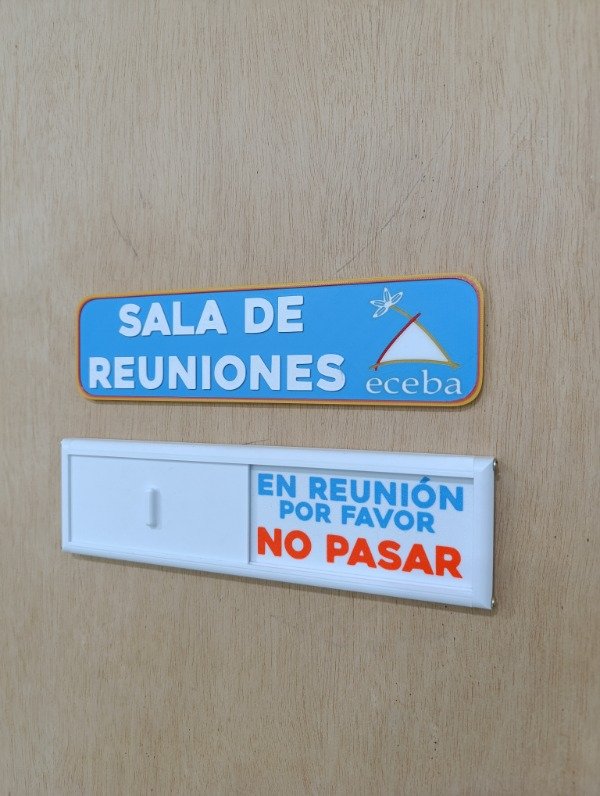 SALA DE
REUNIONES
eceba
EN REUNIÓN
POR FAVOR
NO PASAR